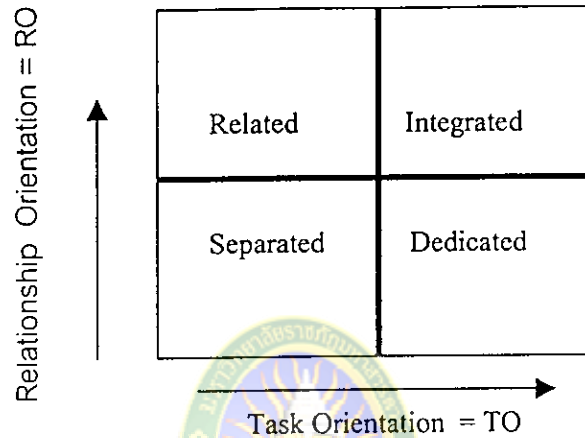 Relationship Orientation = RO
Related
Integrated
Separated
Dedicated
Task Orientation = TO